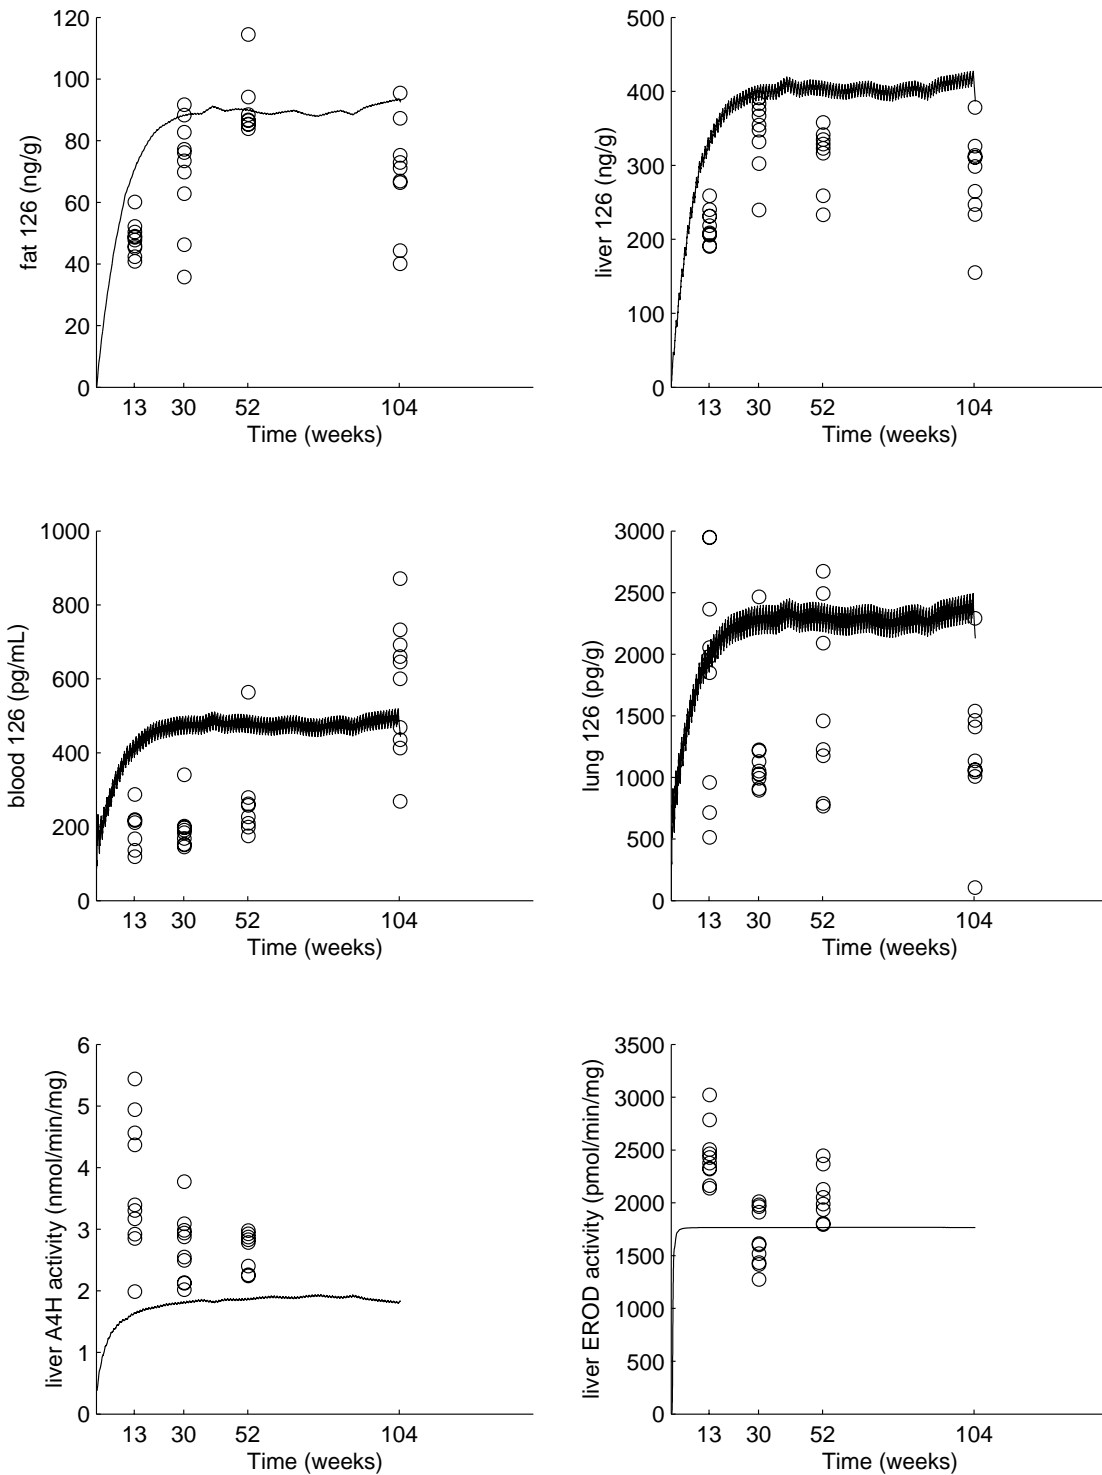 120
100
80
60
40
20
0
fat 126 (ng/g)
13 30 52 104
Time (weeks)
500
400
300
200
100
0
liver 126 (ng/g)
13 30 52 104
Time (weeks)
1000
800
600
400
200
0
blood 126 (pg/mL)
13 30 52 104
Time (weeks)
3000
2500
2000
1500
1000
500
0
lung 126 (pg/g)
13 30 52 104
Time (weeks)
6
5
4
3
2
1
0
liver A4H activity (nmol/min/mg)
13 30 52 104
Time (weeks)
3500
3000
2500
2000
1500
1000
500
0
liver EROD activity (pmol/min/mg)
13 30 52 104
Time (weeks)